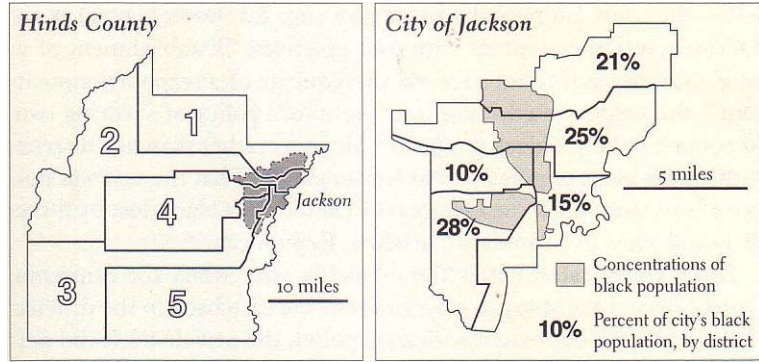 Hinds County
1
2
4
Jackson
3
5
10 miles
City of Jackson
21%
25%
10%
5 miles
15%
28%
Concentrations of
black population
10% Percent of city's black
population, by district